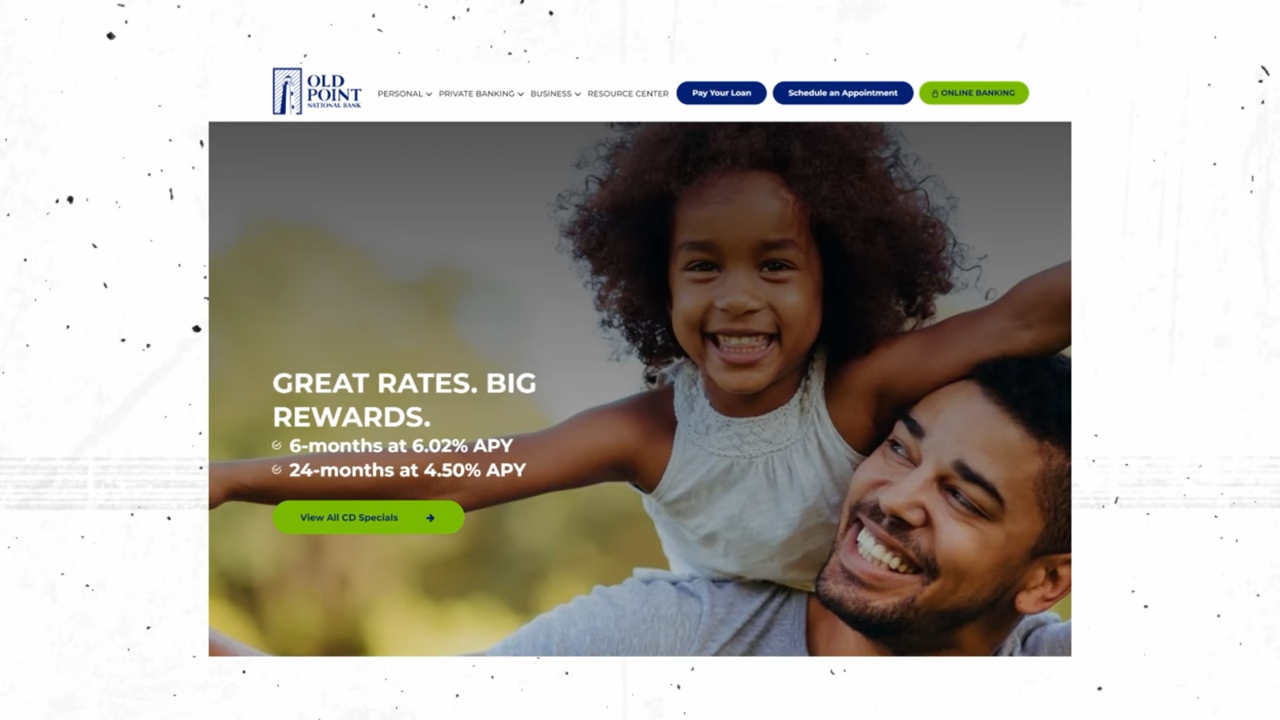 OLD
POINT
NATIONAL BANK
PERSONAL PRIVATE BANKING BUSINESS RESOURCE CENTER Pay Your Loan Schedule an Appointment ONLINE BANKING
GREAT RATES. BIG
REWARDS.
6-months at 6.02% APY
24-months at 4.50% APY
View All CD Specials